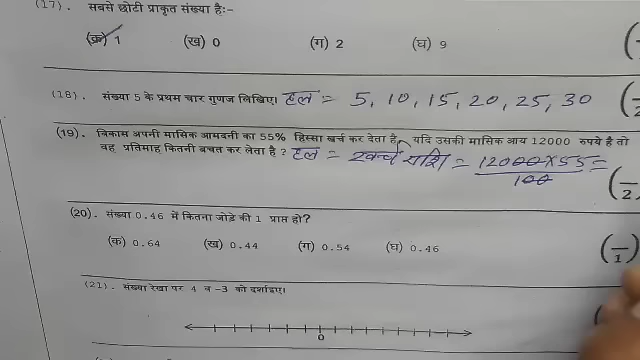 (17). सबसे छोटी प्राकृत संख्या हैः-
(क) 1 (ख) 0 (ग) 2 (घ) 9
(18). संख्या 5 के प्रथम चार गुणज लिखिए। हल = 5, 10, 15, 20, 25, 30
(19). विकास अपनी मासिक आमदनी का 55% हिस्सा खर्च कर देता है, यदि उसकी मासिक आय 12000 रुपये है तो
वह प्रतिमाह कितनी बचत कर लेता है ? हल = खर्च राशि = 12000×55 =
100
2
(20). संख्या 0.46 में कितना जोडे की 1 प्राप्त हो?
(क) 0.64 (ख) 0.44 (ग) 0.54 (घ) 0.46
1
(21). संख्या रेखा पर 4 व -3 को दर्शाइए।
0